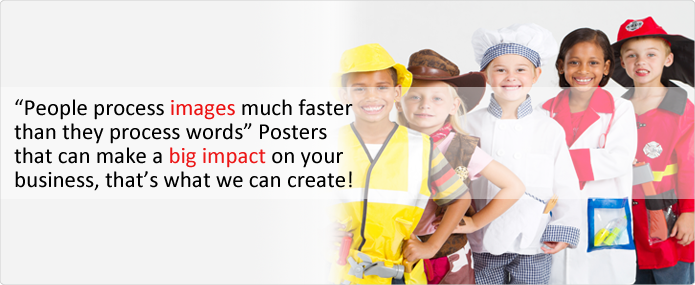 “People process images much faster
than they process words” Posters
that can make a big impact on your
business, that’s what we can create!